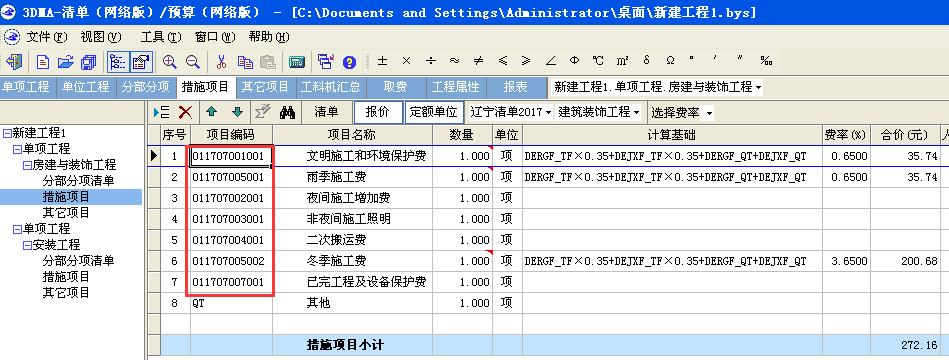 3DMA-清单（网络版）/预算（网络版） - [C:\Documents and Settings\Administrator\桌面\新建工程1.bys]
文件(F) 视图(V) 工具(T) 窗口(W) 帮助(H)
± × ÷ ≈ ≠ ≤ ≥ ∠ ℃ ㎡ δ Ω ° ′ ″ ‰
单项工程 单位工程 分部分项 措施项目 其它项目 工料机汇总 取费 工程属性 报表 新建工程1.单项工程.房建与装饰工程
清单 报价 定额单位 辽宁清单2017 建筑装饰工程 选择费率
新建工程1
单项工程
房建与装饰工程
分部分项清单
措施项目
其它项目
单项工程
安装工程
分部分项清单
措施项目
其它项目
序号 项目编码 项目名称 数量 单位 计算基础 费率(%) 合价(元) 人
1 011707001001 文明施工和环境保护费 1.000 项 DERGF_TF×0.35+DEJXF_TF×0.35+DERGF_QT+DEJXF_QT 0.6500 35.74
2 011707005001 雨季施工费 1.000 项 DERGF_TF×0.35+DEJXF_TF×0.35+DERGF_QT+DEJXF_QT 0.6500 35.74
3 011707002001 夜间施工增加费 1.000 项
4 011707003001 非夜间施工照明 1.000 项
5 011707004001 二次搬运费 1.000 项
6 011707005002 冬季施工费 1.000 项 DERGF_TF×0.35+DEJXF_TF×0.35+DERGF_QT+DEJXF_QT 3.6500 200.68
7 011707007001 已完工程及设备保护费 1.000 项
8 QT 其他 1.000 项
措施项目小计 272.16